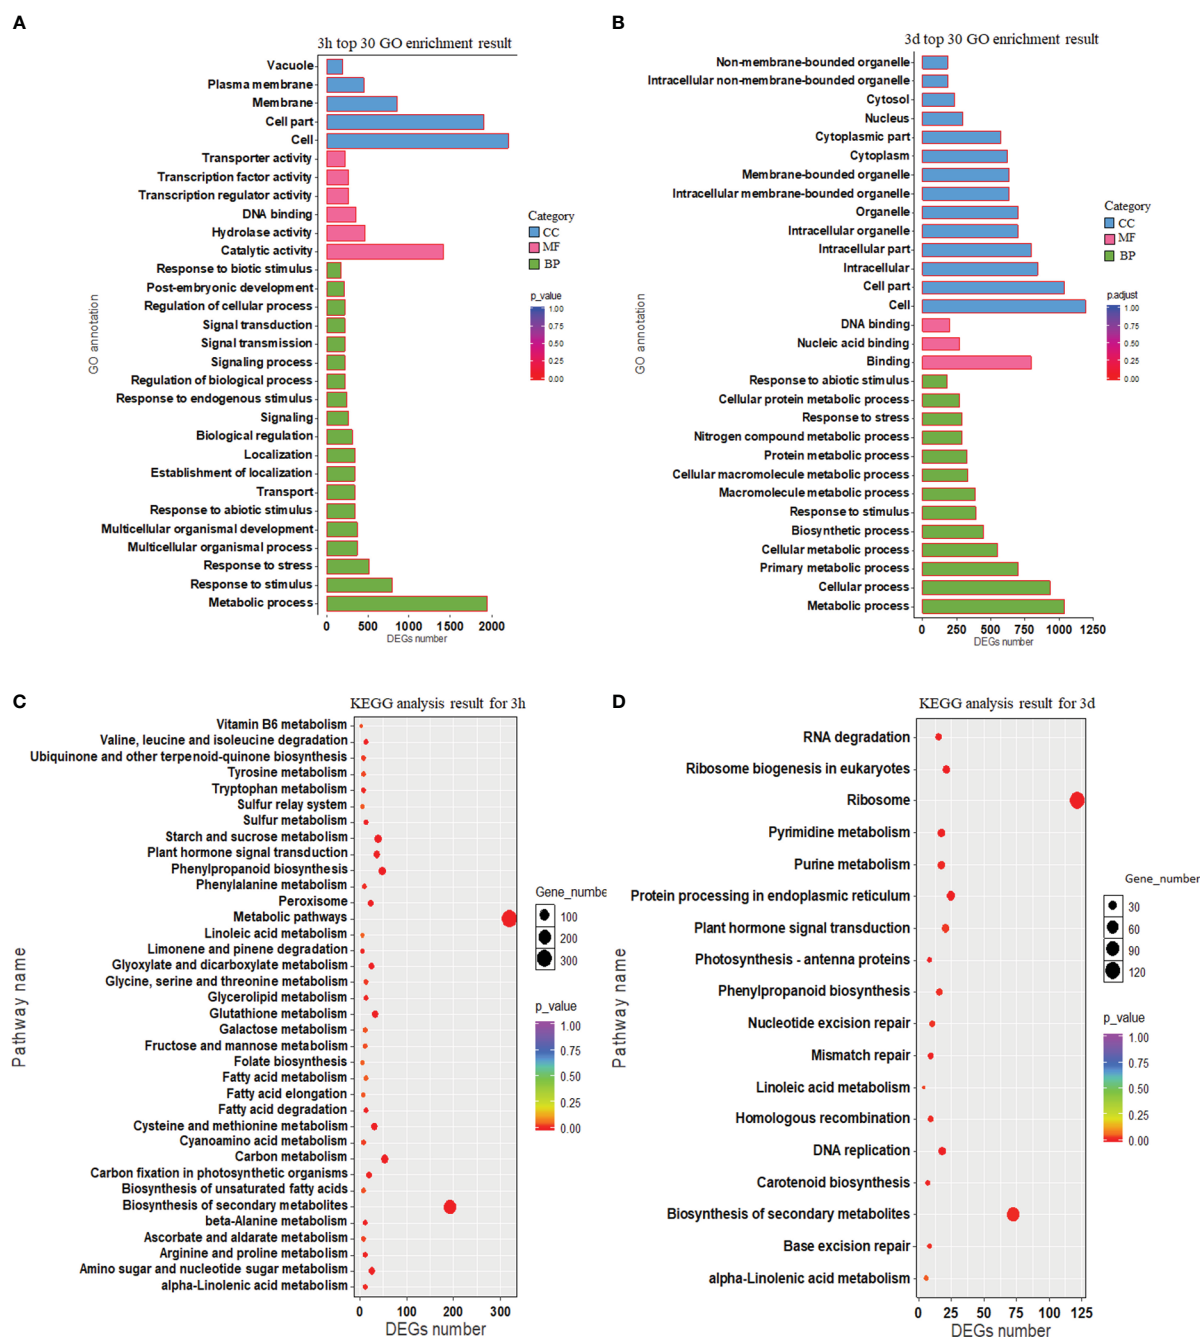 A
3h top 30 GO enrichment result
Vacuole
Plasma membrane
Membrane
Cell part
Cell
Transporter activity
Transcription factor activity
Transcription regulator activity
DNA binding
Hydrolase activity
Catalytic activity
Response to biotic stimulus
Post-embryonic development
Regulation of cellular process
Signal transduction
Signal transmission
Signaling process
Regulation of biological process
Response to endogenous stimulus
Signaling
Biological regulation
Localization
Establishment of localization
Transport
Response to abiotic stimulus
Multicellular organismal development
Multicellular organismal process
Response to stress
Response to stimulus
Metabolic process
GO annotation
0 500 1000 1500 2000
DEGs number
Category
CC
MF
BP
p_value
1.00
0.75
0.50
0.25
0.00
B
3d top 30 GO enrichment result
Non-membrane-bounded organelle
Intracellular non-membrane-bounded organelle
Cytosol
Nucleus
Cytoplasmic part
Cytoplasm
Membrane-bounded organelle
Intracellular membrane-bounded organelle
Organelle
Intracellular organelle
Intracellular part
Intracellular
Cell part
Cell
DNA binding
Nucleic acid binding
Binding
Response to abiotic stimulus
Cellular protein metabolic process
Response to stress
Nitrogen compound metabolic process
Protein metabolic process
Cellular macromolecule metabolic process
Macromolecule metabolic process
Response to stimulus
Biosynthetic process
Cellular metabolic process
Primary metabolic process
Cellular process
Metabolic process
GO annotation
0 250 500 750 1000 1250
DEGs number
Category
CC
MF
BP
p.adjust
1.00
0.75
0.50
0.25
0.00
C
KEGG analysis result for 3h
Vitamin B6 metabolism
Valine, leucine and isoleucine degradation
Ubiquinone and other terpenoid-quinone biosynthesis
Tyrosine metabolism
Tryptophan metabolism
Sulfur relay system
Sulfur metabolism
Starch and sucrose metabolism
Plant hormone signal transduction
Phenylpropanoid biosynthesis
Phenylalanine metabolism
Peroxisome
Metabolic pathways
Linoleic acid metabolism
Limonene and pinene degradation
Glyoxylate and dicarboxylate metabolism
Glycine, serine and threonine metabolism
Glycerolipid metabolism
Glutathione metabolism
Galactose metabolism
Fructose and mannose metabolism
Folate biosynthesis
Fatty acid metabolism
Fatty acid elongation
Fatty acid degradation
Cysteine and methionine metabolism
Cyanoamino acid metabolism
Carbon metabolism
Carbon fixation in photosynthetic organisms
Biosynthesis of unsaturated fatty acids
Biosynthesis of secondary metabolites
beta-Alanine metabolism
Ascorbate and aldarate metabolism
Arginine and proline metabolism
Amino sugar and nucleotide sugar metabolism
alpha-Linolenic acid metabolism
Pathway name
0 100 200 300
DEGs number
Gene_number
100
200
300
p_value
1.00
0.75
0.50
0.25
0.00
D
KEGG analysis result for 3d
RNA degradation
Ribosome biogenesis in eukaryotes
Ribosome
Pyrimidine metabolism
Purine metabolism
Protein processing in endoplasmic reticulum
Plant hormone signal transduction
Photosynthesis - antenna proteins
Phenylpropanoid biosynthesis
Nucleotide excision repair
Mismatch repair
Linoleic acid metabolism
Homologous recombination
DNA replication
Carotenoid biosynthesis
Biosynthesis of secondary metabolites
Base excision repair
alpha-Linolenic acid metabolism
Pathway name
0 25 50 75 100 125
DEGs number
Gene_number
30
60
90
120
p_value
1.00
0.75
0.50
0.25
0.00